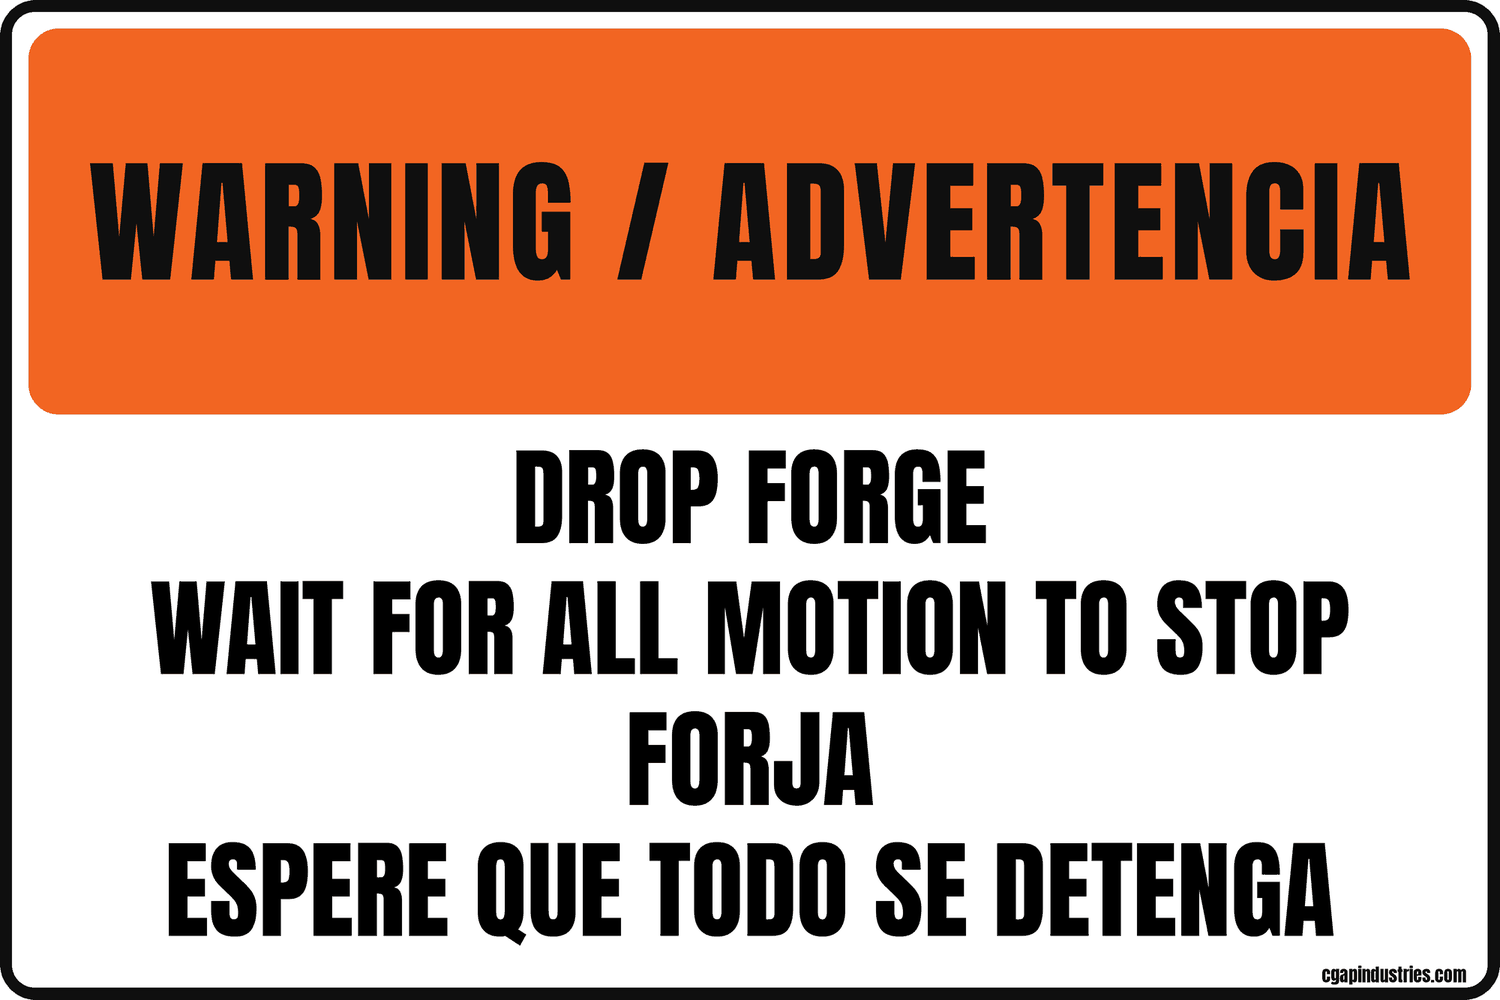 WARNING / ADVERTENCIA
DROP FORGE
WAIT FOR ALL MOTION TO STOP
FORJA
ESPERE QUE TODO SE DETENGA
cgapindustries.com